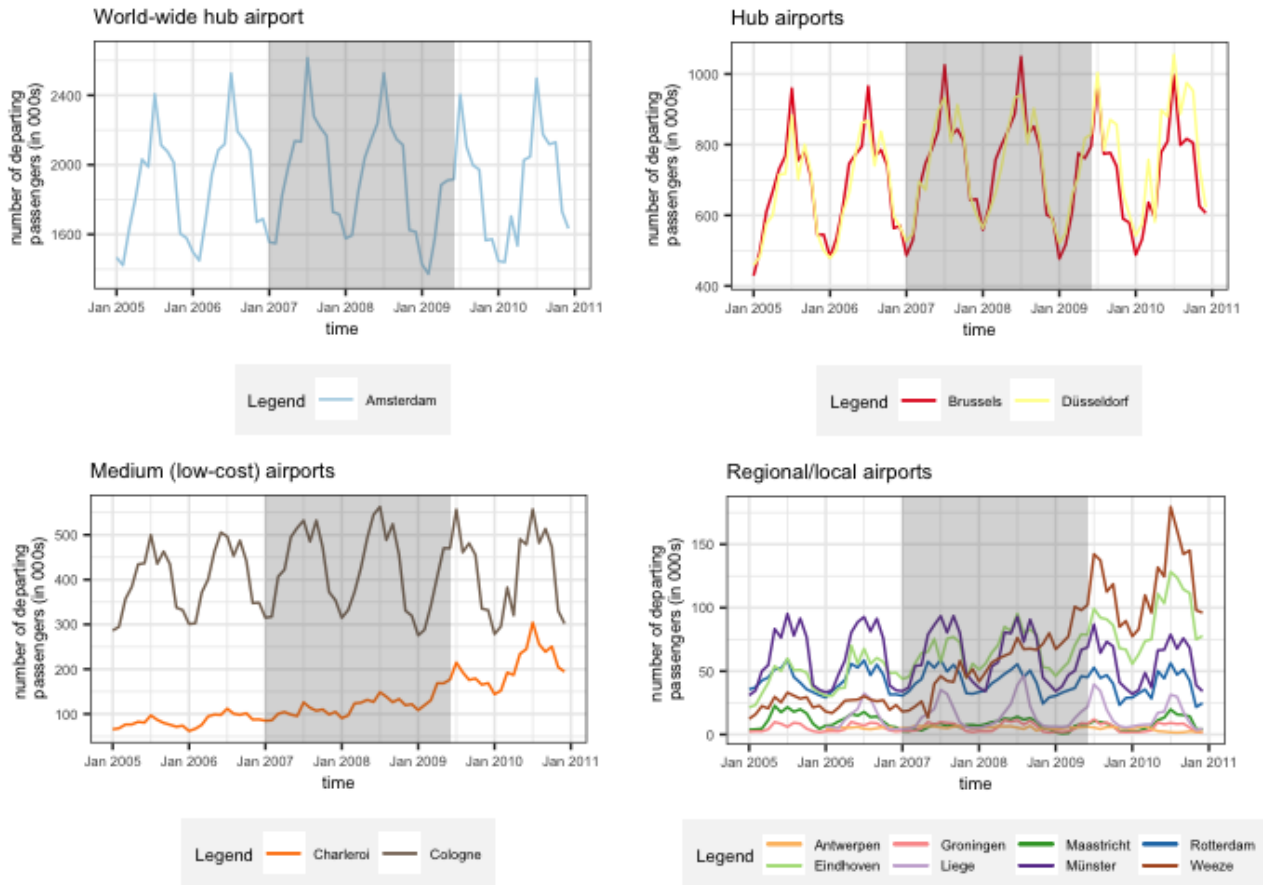 World-wide hub airport
number of departing
passengers (in 000s)
2400
2000
1600
Jan 2005 Jan 2006 Jan 2007 Jan 2008 Jan 2009 Jan 2010 Jan 2011
time
Legend Amsterdam
Hub airports
number of departing
passengers (in 000s)
1000
800
600
400
Jan 2005 Jan 2006 Jan 2007 Jan 2008 Jan 2009 Jan 2010 Jan 2011
time
Legend Brussels Düsseldorf
Medium (low-cost) airports
number of departing
passengers (in 000s)
500
400
300
200
100
Jan 2005 Jan 2006 Jan 2007 Jan 2008 Jan 2009 Jan 2010 Jan 2011
time
Legend Charleroi Cologne
Regional/local airports
number of departing
passengers (in 000s)
150
100
50
0
Jan 2005 Jan 2006 Jan 2007 Jan 2008 Jan 2009 Jan 2010 Jan 2011
time
Legend
Antwerpen Groningen Maastricht Rotterdam
Eindhoven Liege Münster Weeze